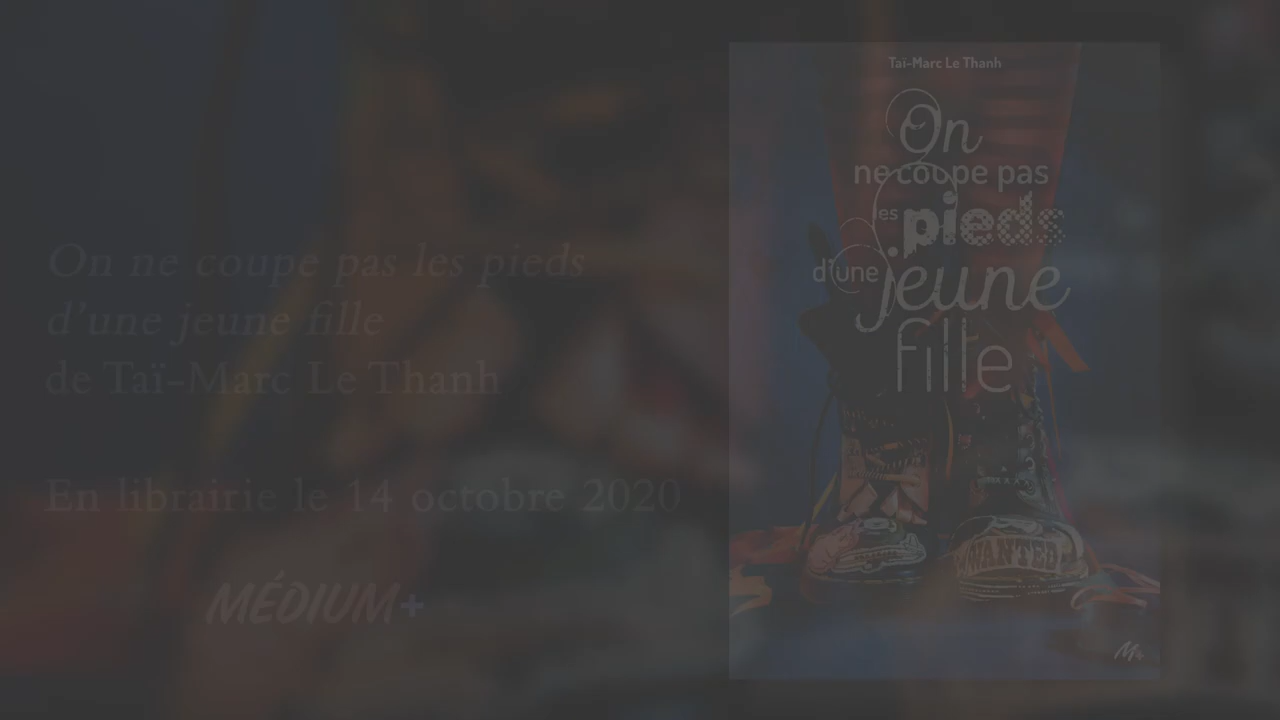 On ne coupe pas les pieds
d'une jeune fille
de Taï-Marc Le Thanh
En librairie le 14 octobre 2020
MÉDIUM+
Taï-Marc Le Thanh
On
ne coupe pas
les pieds
d'une jeune
fille
WANTED
M+